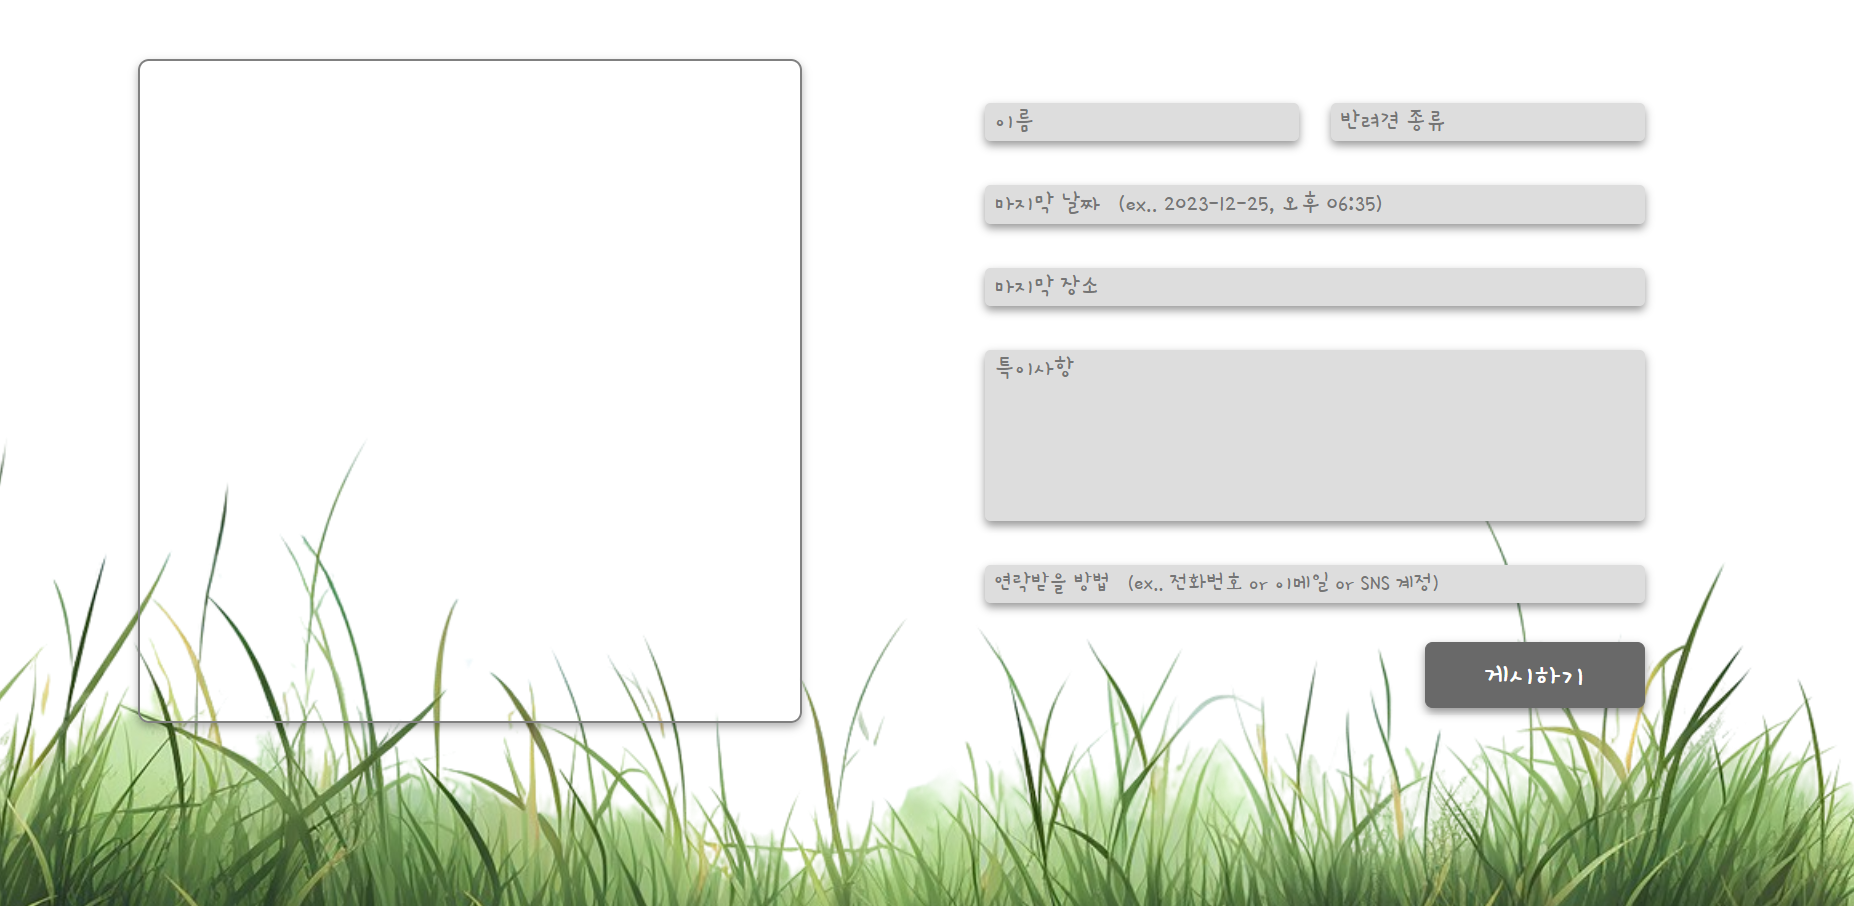 이름
반려견 종류
마지막 날짜 (ex.. 2023-12-25, 오후 06:35)
마지막 장소
특이사항
연락받을 방법 (ex.. 전화번호 or 이메일 or SNS 계정)
게시하기